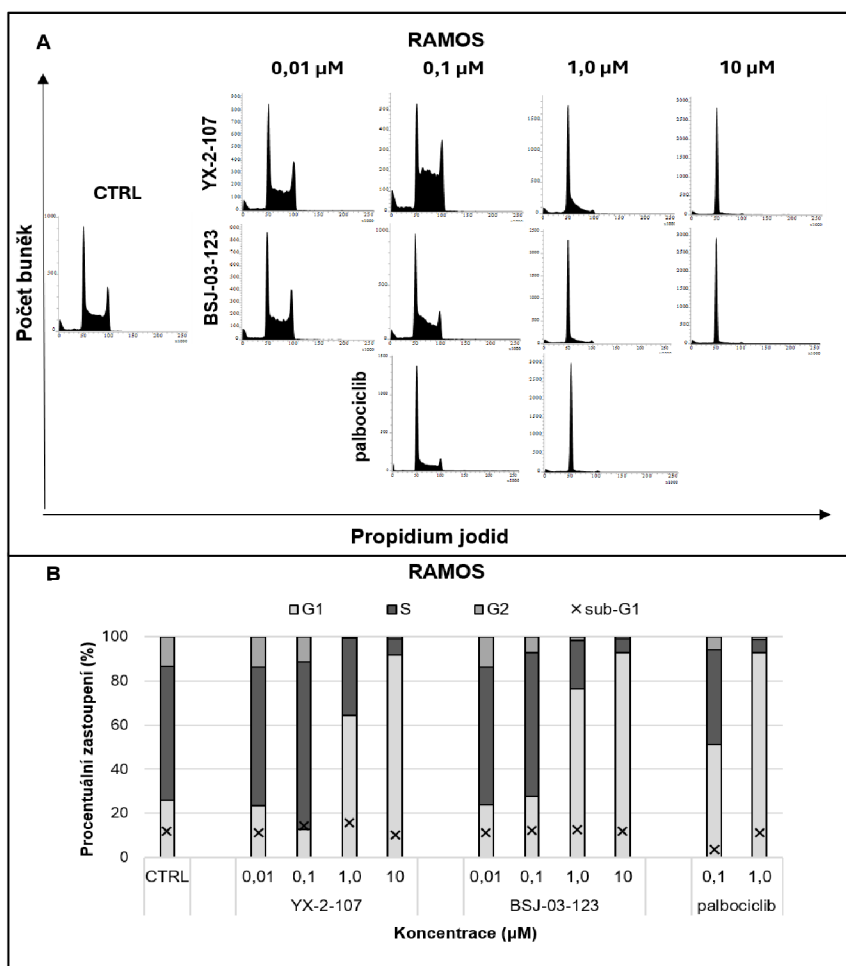 A
RAMOS
0,01 µM 0,1 µM 1,0 µM 10 µM
YX-2-107
CTRL
BSJ-03-123
palbociclib
Počet buněk
Propidium jodid
B
RAMOS
G1 S G2 sub-G1
Procentuální zastoupení (%)
100
80
60
40
20
0
CTRL 0,01 0,1 1,0 10 0,01 0,1 1,0 10 0,1 1,0
YX-2-107 BSJ-03-123 palbociclib
Koncentrace (µM)